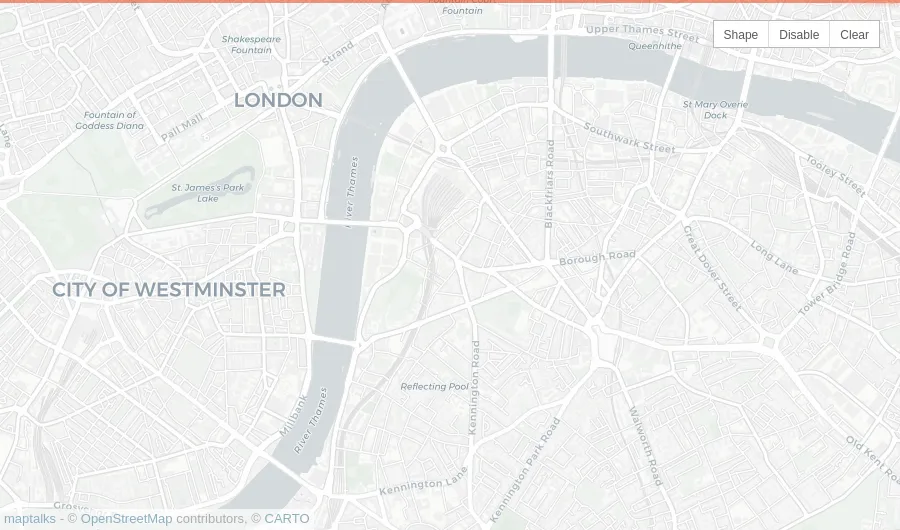 Fountain Court
Fountain
Shape Disable Clear
Upper Thames Street
Queenhithe
Shakespeare
Fountain
Strand
LONDON
Fountain of
Goddess Diana
Pall Mall
Lane
St Mary Overie
Dock
Southwark Street
Tooley Street
Blackfriars Road
River Thames
St. James's Park
Lake
Borough Road
Great Dover Street
Long Lane
Tower Bridge Road
CITY OF WESTMINSTER
Reflecting Pool
Kennington Road
Millbank
River Thames
Walworth Road
Old Kent Road
Kennington Park Road
Kennington Lane
maptalks - © OpenStreetMap contributors, © CARTO